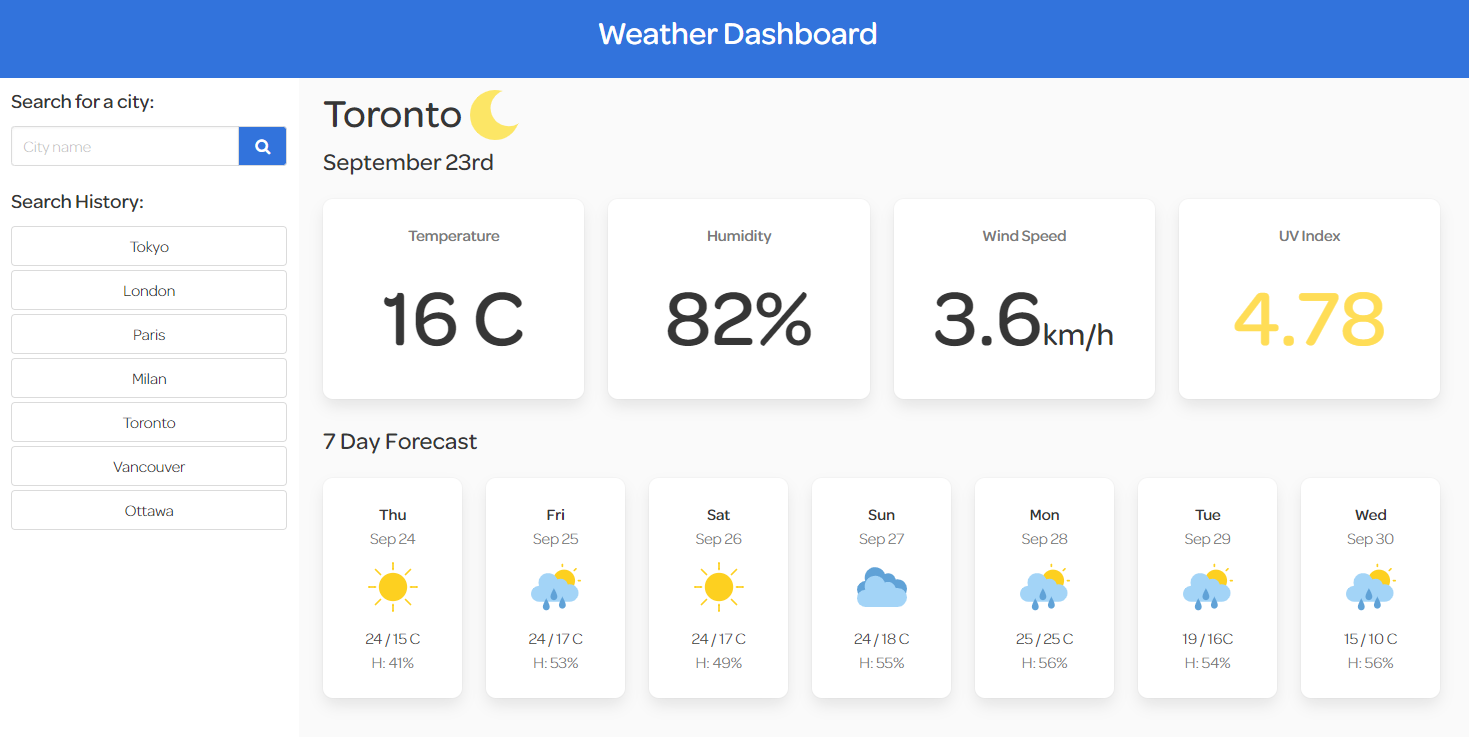 Weather Dashboard
Search for a city:
City name
Search History:
Tokyo
London
Paris
Milan
Toronto
Vancouver
Ottawa
Toronto
September 23rd
Temperature
16 C
Humidity
82%
Wind Speed
3.6km/h
UV Index
4.78
7 Day Forecast
Thu
Sep 24
24 / 15 C
H: 41%
Fri
Sep 25
24 / 17 C
H: 53%
Sat
Sep 26
24 / 17 C
H: 49%
Sun
Sep 27
24 / 18 C
H: 55%
Mon
Sep 28
25 / 25 C
H: 56%
Tue
Sep 29
19 / 16C
H: 54%
Wed
Sep 30
15 / 10 C
H: 56%